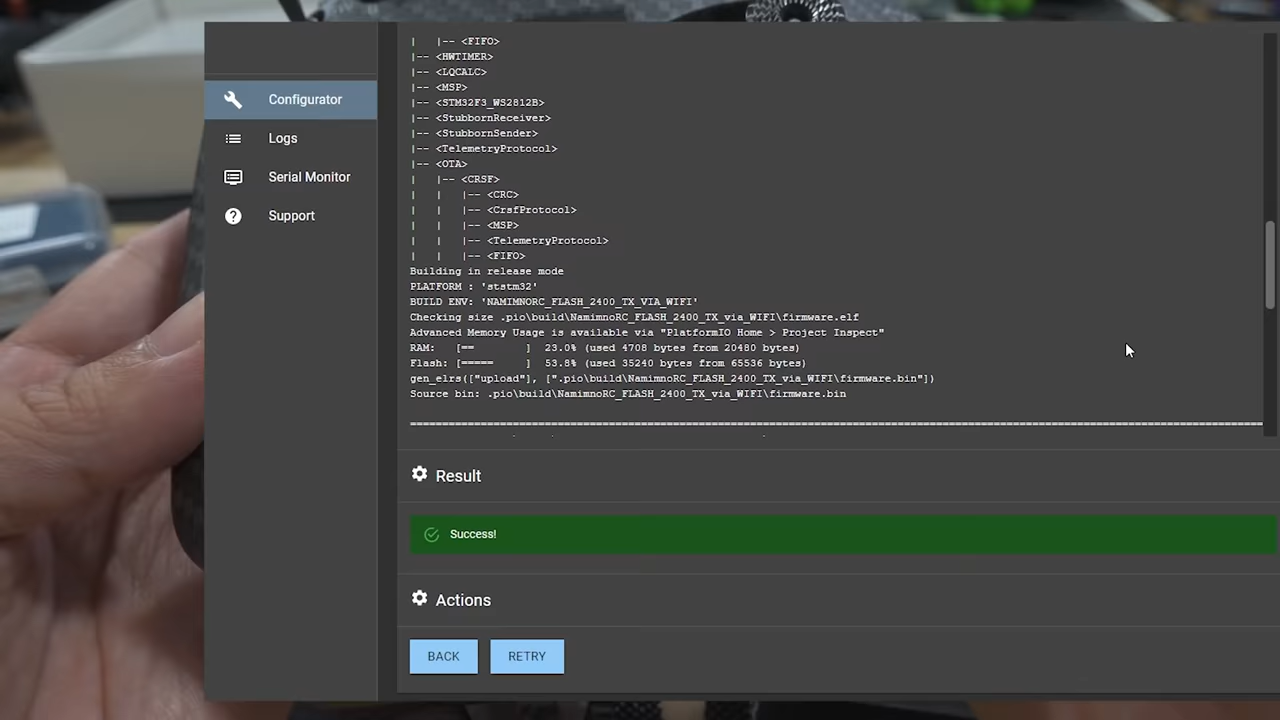 Configurator
Logs
Serial Monitor
Support
| |-- <FIFO>
|-- <HWTIMER>
|-- <LQCALC>
|-- <MSP>
|-- <STM32F3_WS2812B>
|-- <StubbornReceiver>
|-- <StubbornSender>
|-- <TelemetryProtocol>
|-- <OTA>
| |-- <CRSF>
| | |-- <CRC>
| | |-- <CrsfProtocol>
| | |-- <MSP>
| | |-- <TelemetryProtocol>
| | |-- <FIFO>
Building in release mode
PLATFORM : 'ststm32'
BUILD ENV: 'NAMIMNORC_FLASH_2400_TX_VIA_WIFI'
Checking size .pio\build\NamimnoRC_FLASH_2400_TX_via_WIFI\firmware.elf
Advanced Memory Usage is available via "PlatformIO Home > Project Inspect"
RAM: [== ] 23.0% (used 4708 bytes from 20480 bytes)
Flash: [===== ] 53.8% (used 35240 bytes from 65536 bytes)
gen_elrs(["upload"], [".pio\build\NamimnoRC_FLASH_2400_TX_via_WIFI\firmware.bin"])
Source bin: .pio\build\NamimnoRC_FLASH_2400_TX_via_WIFI\firmware.bin
Result
Success!
Actions
BACK
RETRY